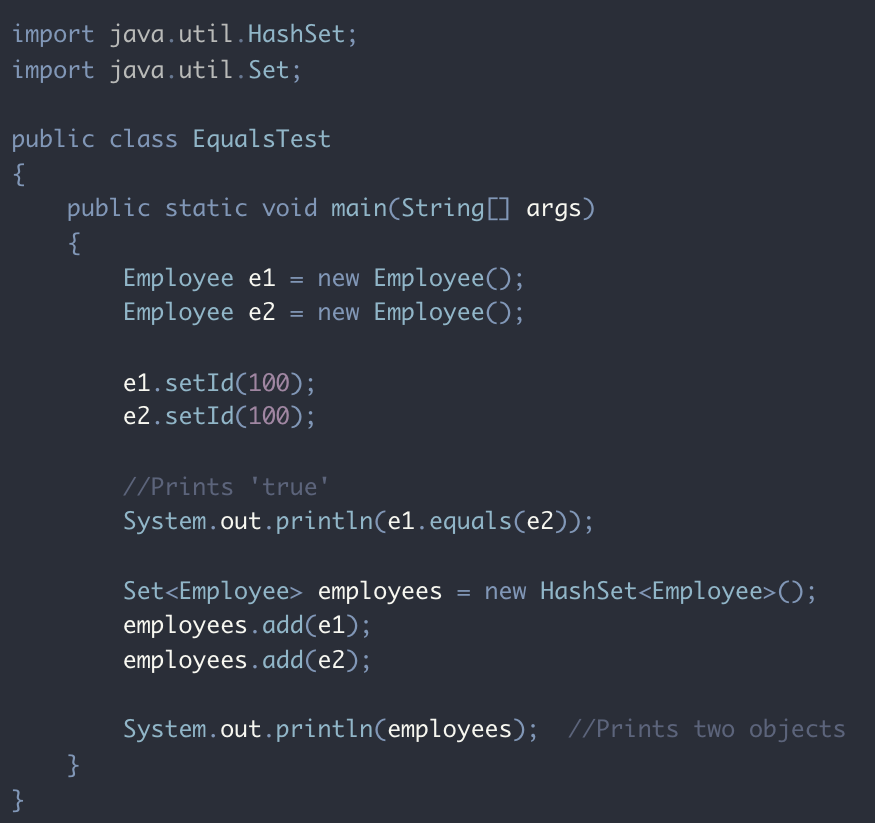 import java.util.HashSet;
import java.util.Set;
public class EqualsTest
{
public static void main(String[] args)
{
Employee e1 = new Employee();
Employee e2 = new Employee();
e1.setId(100);
e2.setId(100);
//Prints 'true'
System.out.println(e1.equals(e2));
Set<Employee> employees = new HashSet<Employee>();
employees.add(e1);
employees.add(e2);
System.out.println(employees);  //Prints two objects
}
}